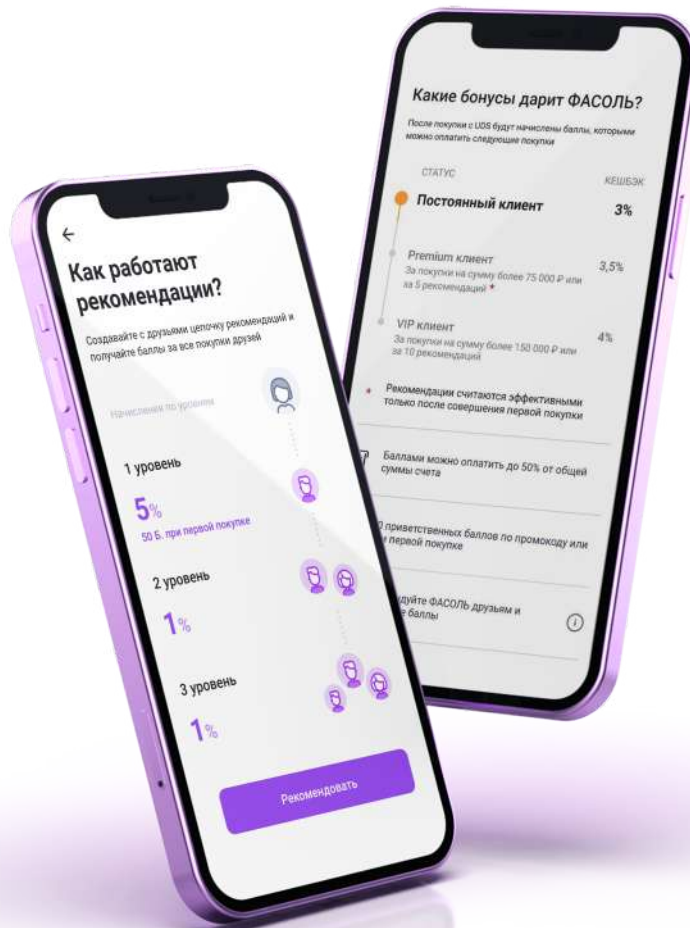 Как работают
рекомендации?
Создавайте с друзьями цепочку рекомендаций и
получайте баллы за все покупки друзей
Начисления по уровням
1 уровень
5%
50 Б. при первой покупке
2 уровень
1%
3 уровень
1%
Рекомендовать
Какие бонусы дарит ФАСОЛЬ?
После покупки с UDS будут начислены баллы, которыми
можно оплатить следующие покупки
СТАТУС КЕШБЭК
Постоянный клиент 3%
Premium клиент 3,5%
За покупки на сумму более 75 000 ₽ или
за 5 рекомендаций *
VIP клиент 4%
За покупки на сумму более 150 000 ₽ или
за 10 рекомендаций
* Рекомендации считаются эффективными
только после совершения первой покупки
Баллами можно оплатить до 50% от общей
суммы счета
приветственных баллов по промокоду или
первой покупке
ФАСОЛЬ друзьям и
баллы